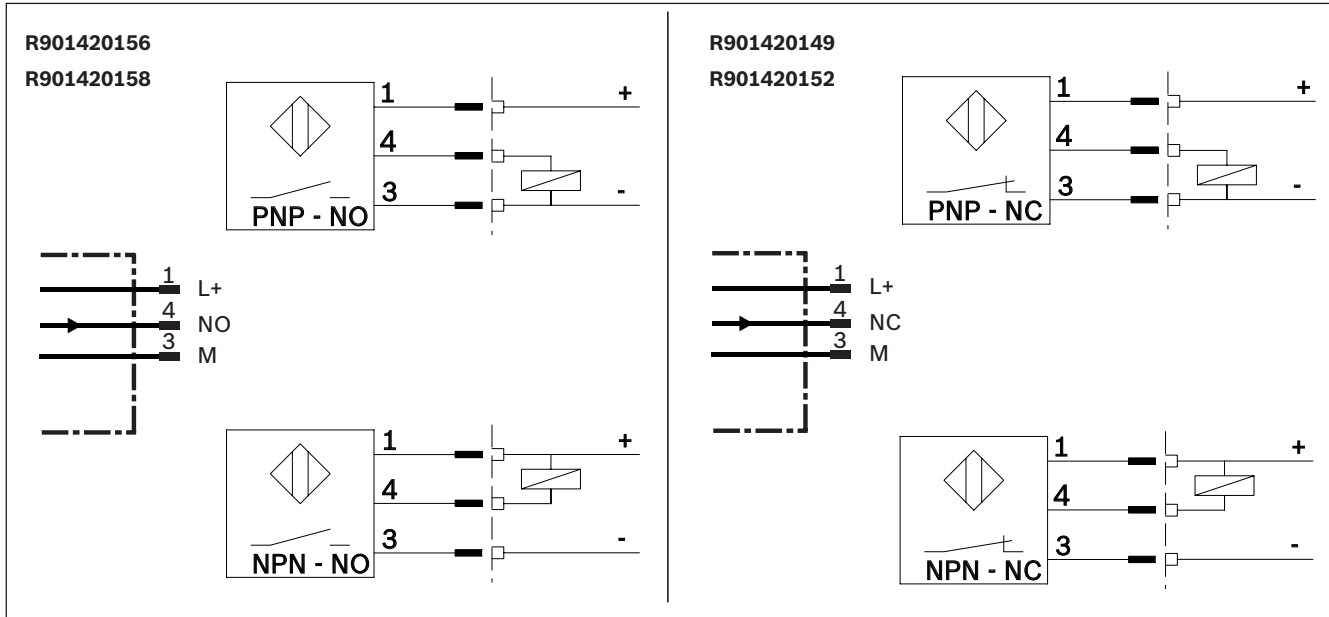 R901420156
R901420158
1
+
4
3
-
PNP - NO
1
L+
4
NO
3
M
1
+
4
3
-
NPN - NO
R901420149
R901420152
1
+
4
3
-
PNP - NC
1
L+
4
NC
3
M
1
+
4
3
-
NPN - NC